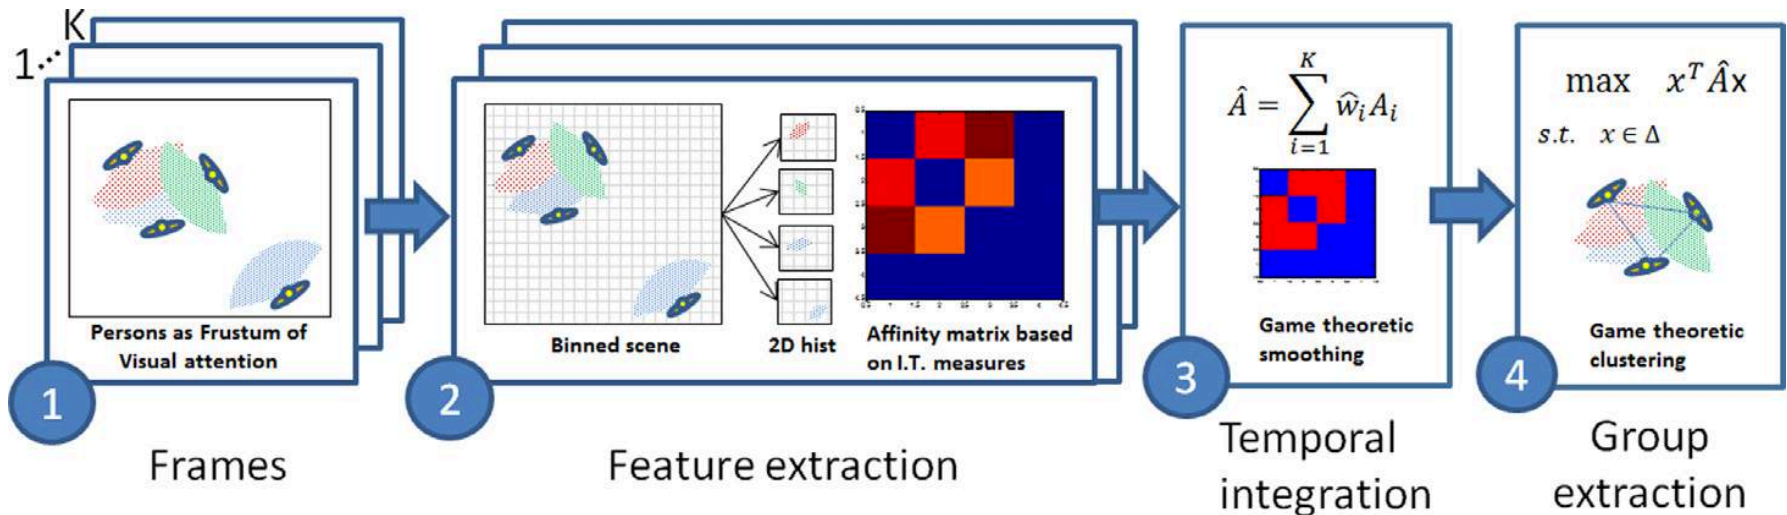 K
1
Persons as Frustum of
Visual attention
1
Frames
Binned scene
2D hist
Affinity matrix based
on I.T. measures
2
Feature extraction
Â = ∑_{i=1}^{K} ŵ_i A_i
Game theoretic
smoothing
3
Temporal
integration
max x^T Âx
s.t. x ∈ Δ
Game theoretic
clustering
4
Group
extraction